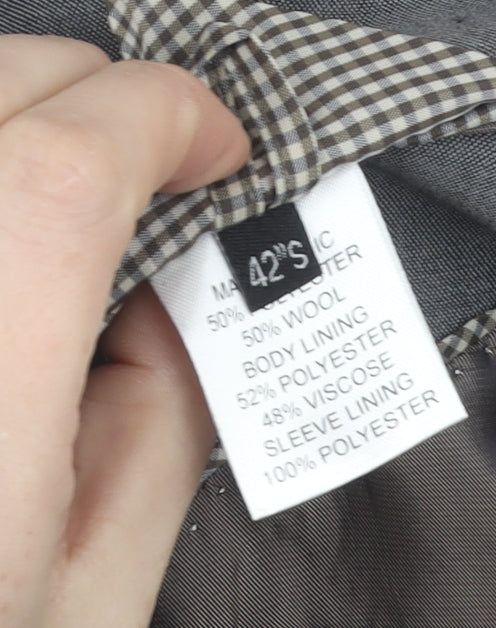 42"S
50%
50% WOOL
BODY LINING
52% POLYESTER
48% VISCOSE
SLEEVE LINING
100% POLYESTER